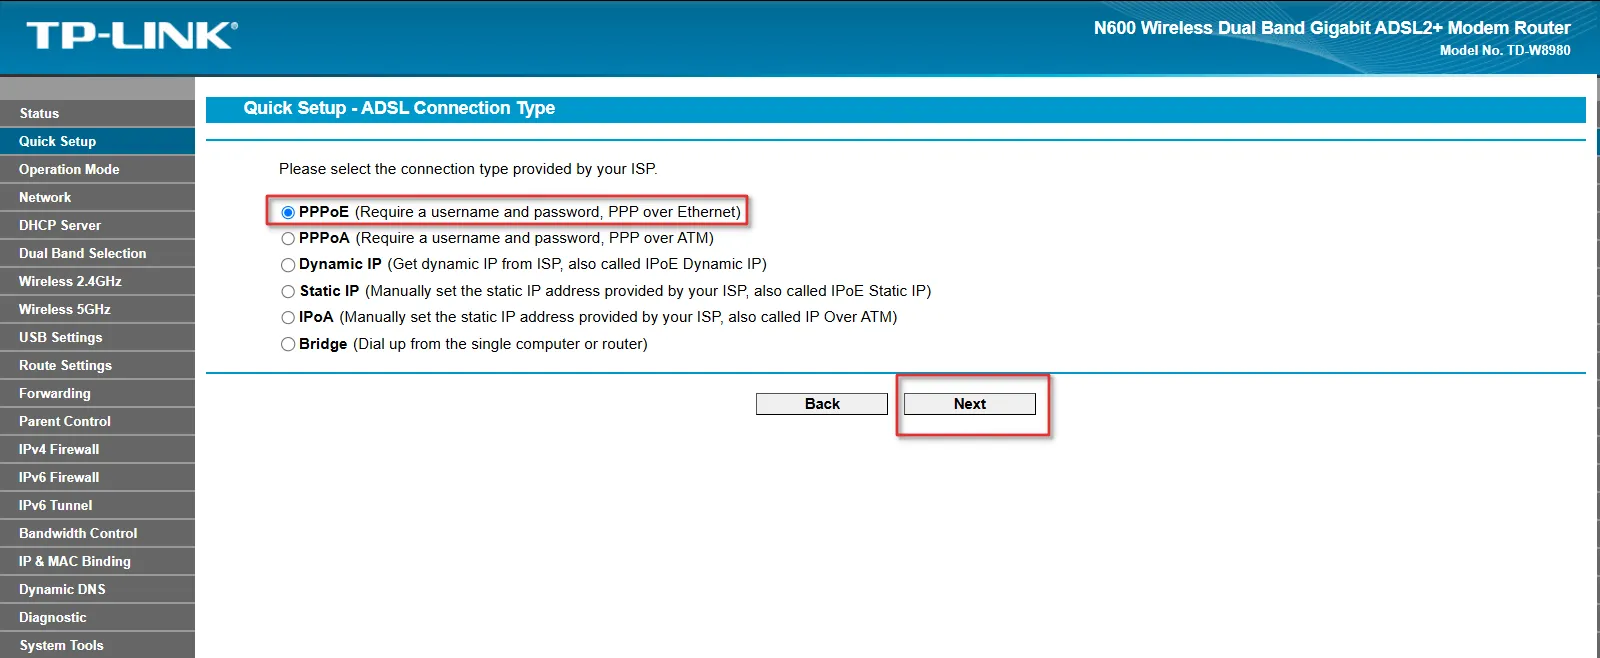 TP-LINK®
N600 Wireless Dual Band Gigabit ADSL2+ Modem Router
Model No. TD-W8980
Status
Quick Setup
Operation Mode
Network
DHCP Server
Dual Band Selection
Wireless 2.4GHz
Wireless 5GHz
USB Settings
Route Settings
Forwarding
Parent Control
IPv4 Firewall
IPv6 Firewall
IPv6 Tunnel
Bandwidth Control
IP & MAC Binding
Dynamic DNS
Diagnostic
System Tools
Quick Setup - ADSL Connection Type
Please select the connection type provided by your ISP.
PPPoE (Require a username and password, PPP over Ethernet)
PPPoA (Require a username and password, PPP over ATM)
Dynamic IP (Get dynamic IP from ISP, also called IPoE Dynamic IP)
Static IP (Manually set the static IP address provided by your ISP, also called IPoE Static IP)
IPoA (Manually set the static IP address provided by your ISP, also called IP Over ATM)
Bridge (Dial up from the single computer or router)
Back
Next